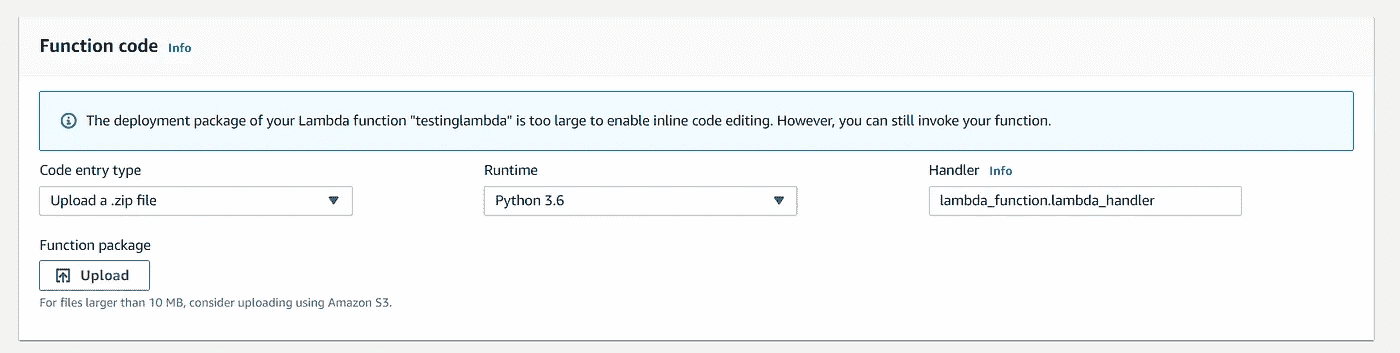 Function code Info
The deployment package of your Lambda function "testinglambda" is too large to enable inline code editing. However, you can still invoke your function.
Code entry type
Runtime
Handler Info
Upload a .zip file
Python 3.6
lambda_function.lambda_handler
Function package
Upload
For files larger than 10 MB, consider uploading using Amazon S3.